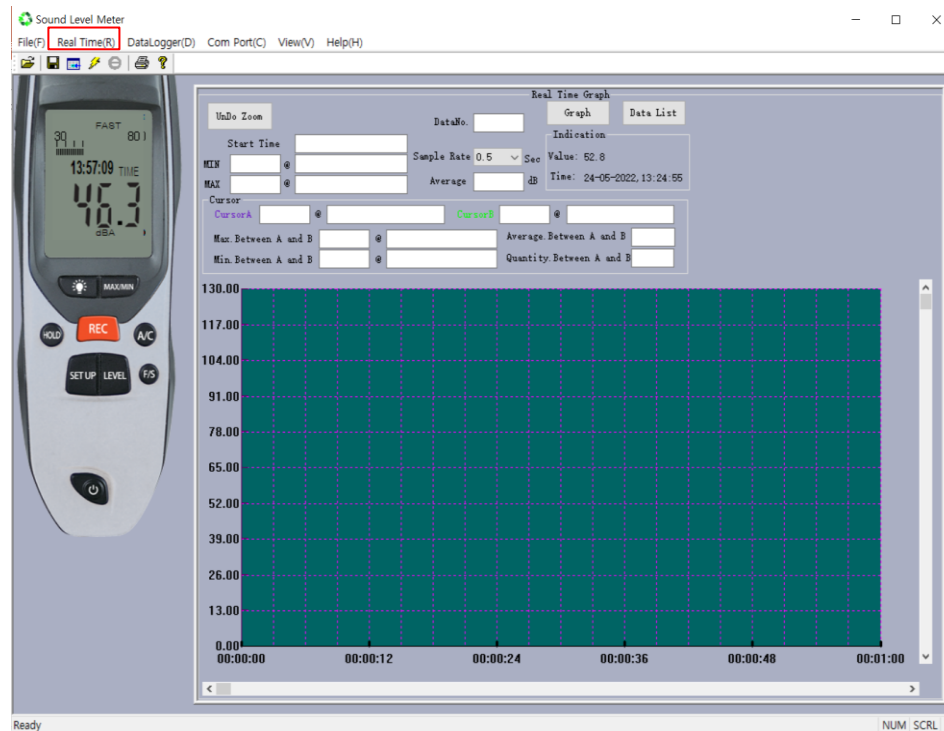 Sound Level Meter
File(F) Real Time(R) DataLogger(D) Com Port(C) View(V) Help(H)
FAST
30 80
13:57:09 TIME
46.3
dBA
MAX/MIN
HOLD REC A/C
SETUP LEVEL F/S
Real Time Graph
UnDo Zoom DataNo. Graph Data List
Start Time Indication
MIN @ Sample Rate 0.5 Sec Value: 52.8
MAX @ Average dB Time: 24-05-2022,13:24:55
Cursor
CursorA @ CursorB @
Max.Between A and B @ Average.Between A and B
Min.Between A and B @ Quantity.Between A and B
130.00
117.00
104.00
91.00
78.00
65.00
52.00
39.00
26.00
13.00
0.00
00:00:00 00:00:12 00:00:24 00:00:36 00:00:48 00:01:00
Ready NUM SCRL